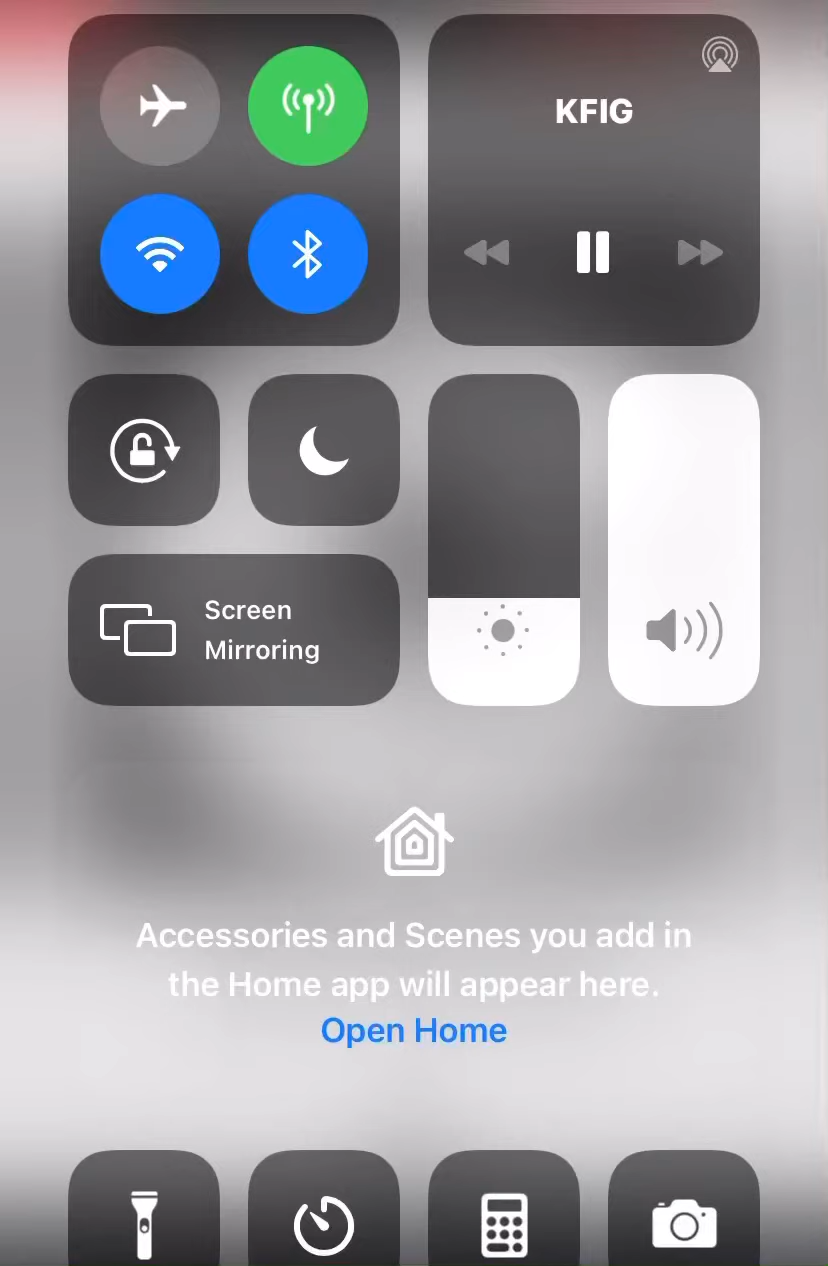 KFIG
Screen
Mirroring
Accessories and Scenes you add in
the Home app will appear here.
Open Home